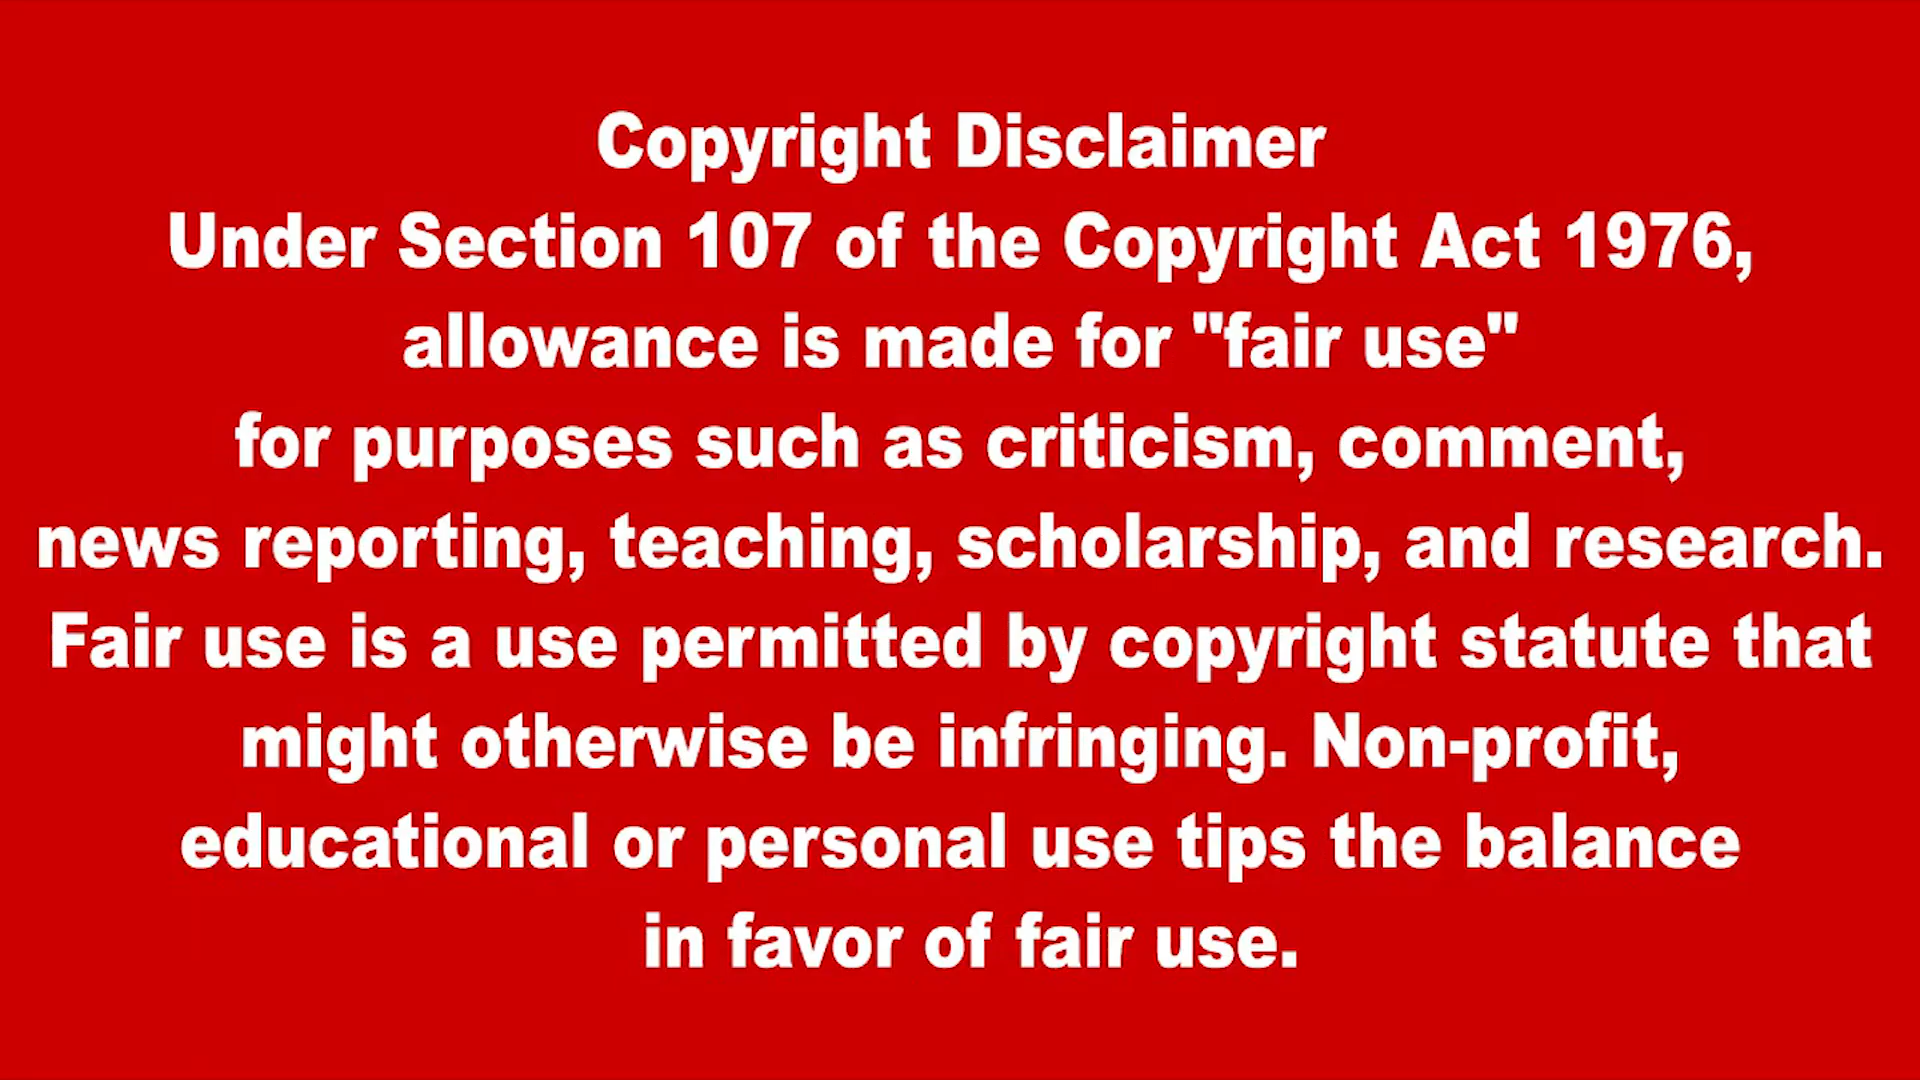 Copyright Disclaimer
Under Section 107 of the Copyright Act 1976,
allowance is made for "fair use"
for purposes such as criticism, comment,
news reporting, teaching, scholarship, and research.
Fair use is a use permitted by copyright statute that
might otherwise be infringing. Non-profit,
educational or personal use tips the balance
in favor of fair use.